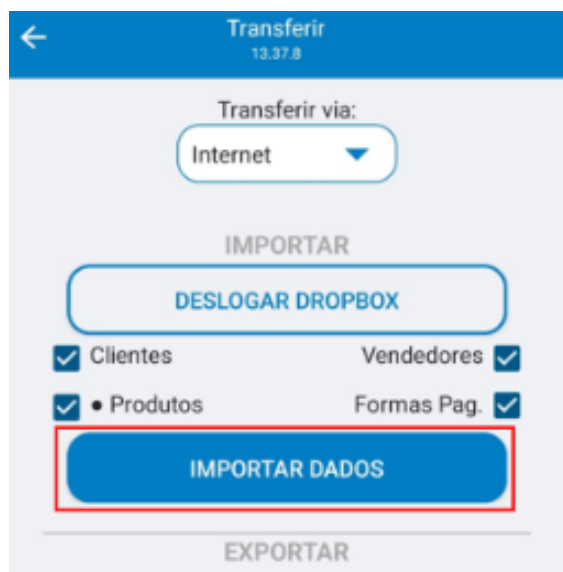 Transferir
13.37.8
Transferir via:
Internet
IMPORTAR
DESLOGAR DROPBOX
Clientes Vendedores
• Produtos Formas Pag.
IMPORTAR DADOS
EXPORTAR